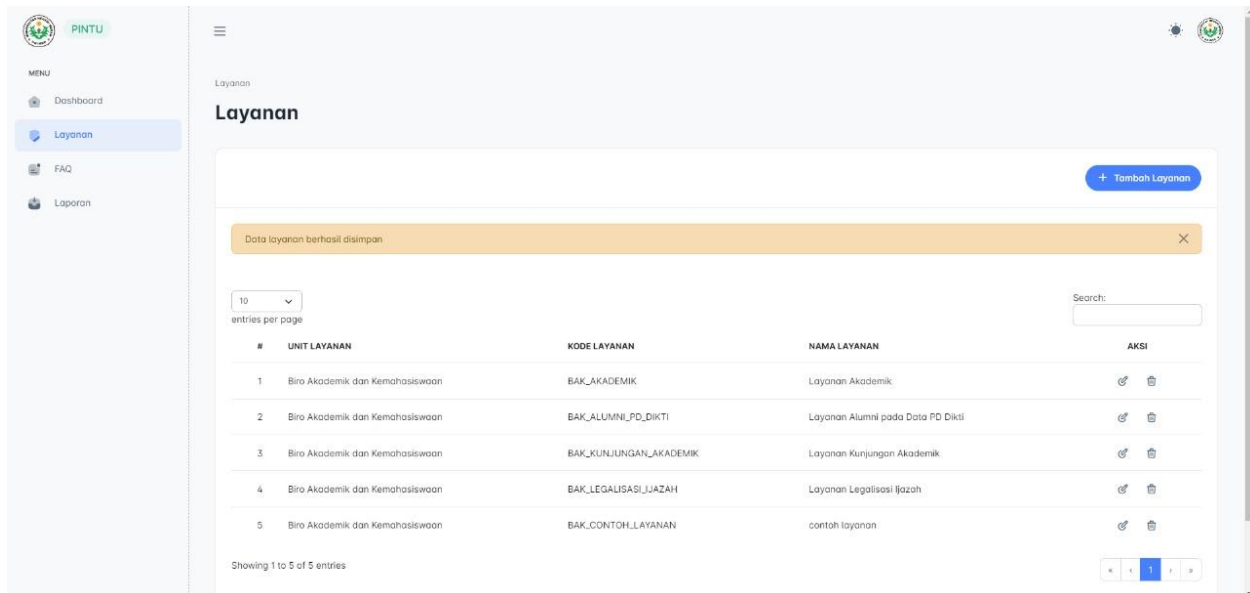 PINTU
MENU
Dashboard
Layanan
FAQ
Laporan
Layanan
Layanan
+ Tambah Layanan
Data layanan berhasil disimpan
10
entries per page
Search:
# UNIT LAYANAN KODE LAYANAN NAMA LAYANAN AKSI
1 Biro Akademik dan Kemahasiswaan BAK_AKADEMIK Layanan Akademik
2 Biro Akademik dan Kemahasiswaan BAK_ALUMNI_PD_DIKTI Layanan Alumni pada Data PD Dikti
3 Biro Akademik dan Kemahasiswaan BAK_KUNJUNGAN_AKADEMIK Layanan Kunjungan Akademik
4 Biro Akademik dan Kemahasiswaan BAK_LEGALISASI_IJAZAH Layanan Legalisasi Ijazah
5 Biro Akademik dan Kemahasiswaan BAK_CONTOH_LAYANAN contoh layanan
Showing 1 to 5 of 5 entries
« ‹ 1 › »